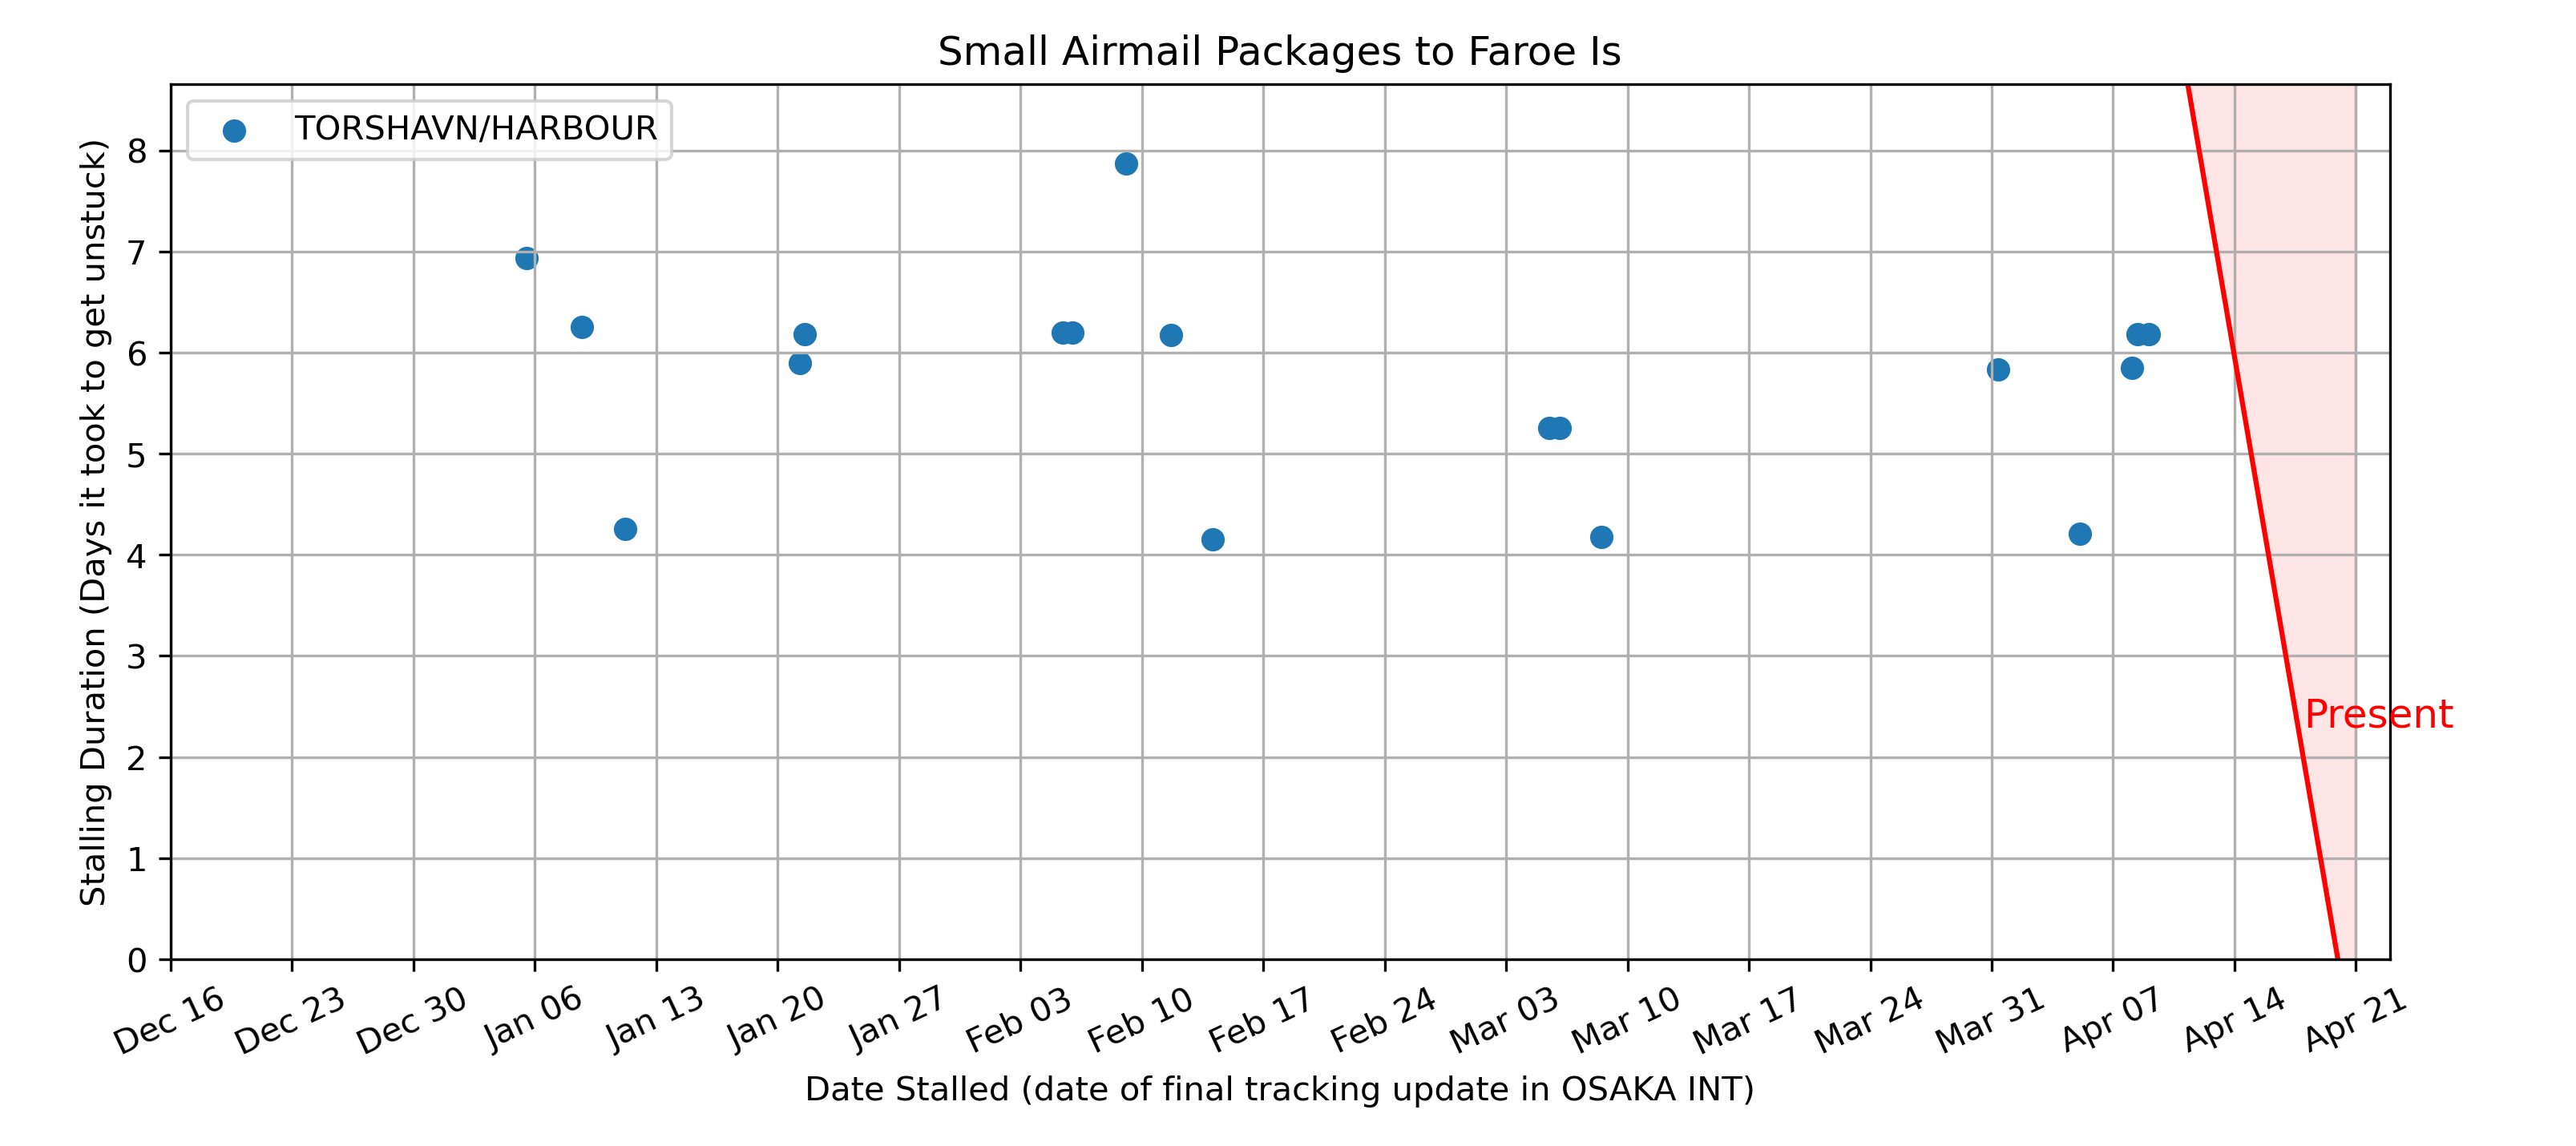 Small Airmail Packages to Faroe Is
TORSHAVN/HARBOUR
Stalling Duration (Days it took to get unstuck)
8
7
6
5
4
3
2
1
0
Present
Dec 16 Dec 23 Dec 30 Jan 06 Jan 13 Jan 20 Jan 27 Feb 03 Feb 10 Feb 17 Feb 24 Mar 03 Mar 10 Mar 17 Mar 24 Mar 31 Apr 07 Apr 14 Apr 21
Date Stalled (date of final tracking update in OSAKA INT)